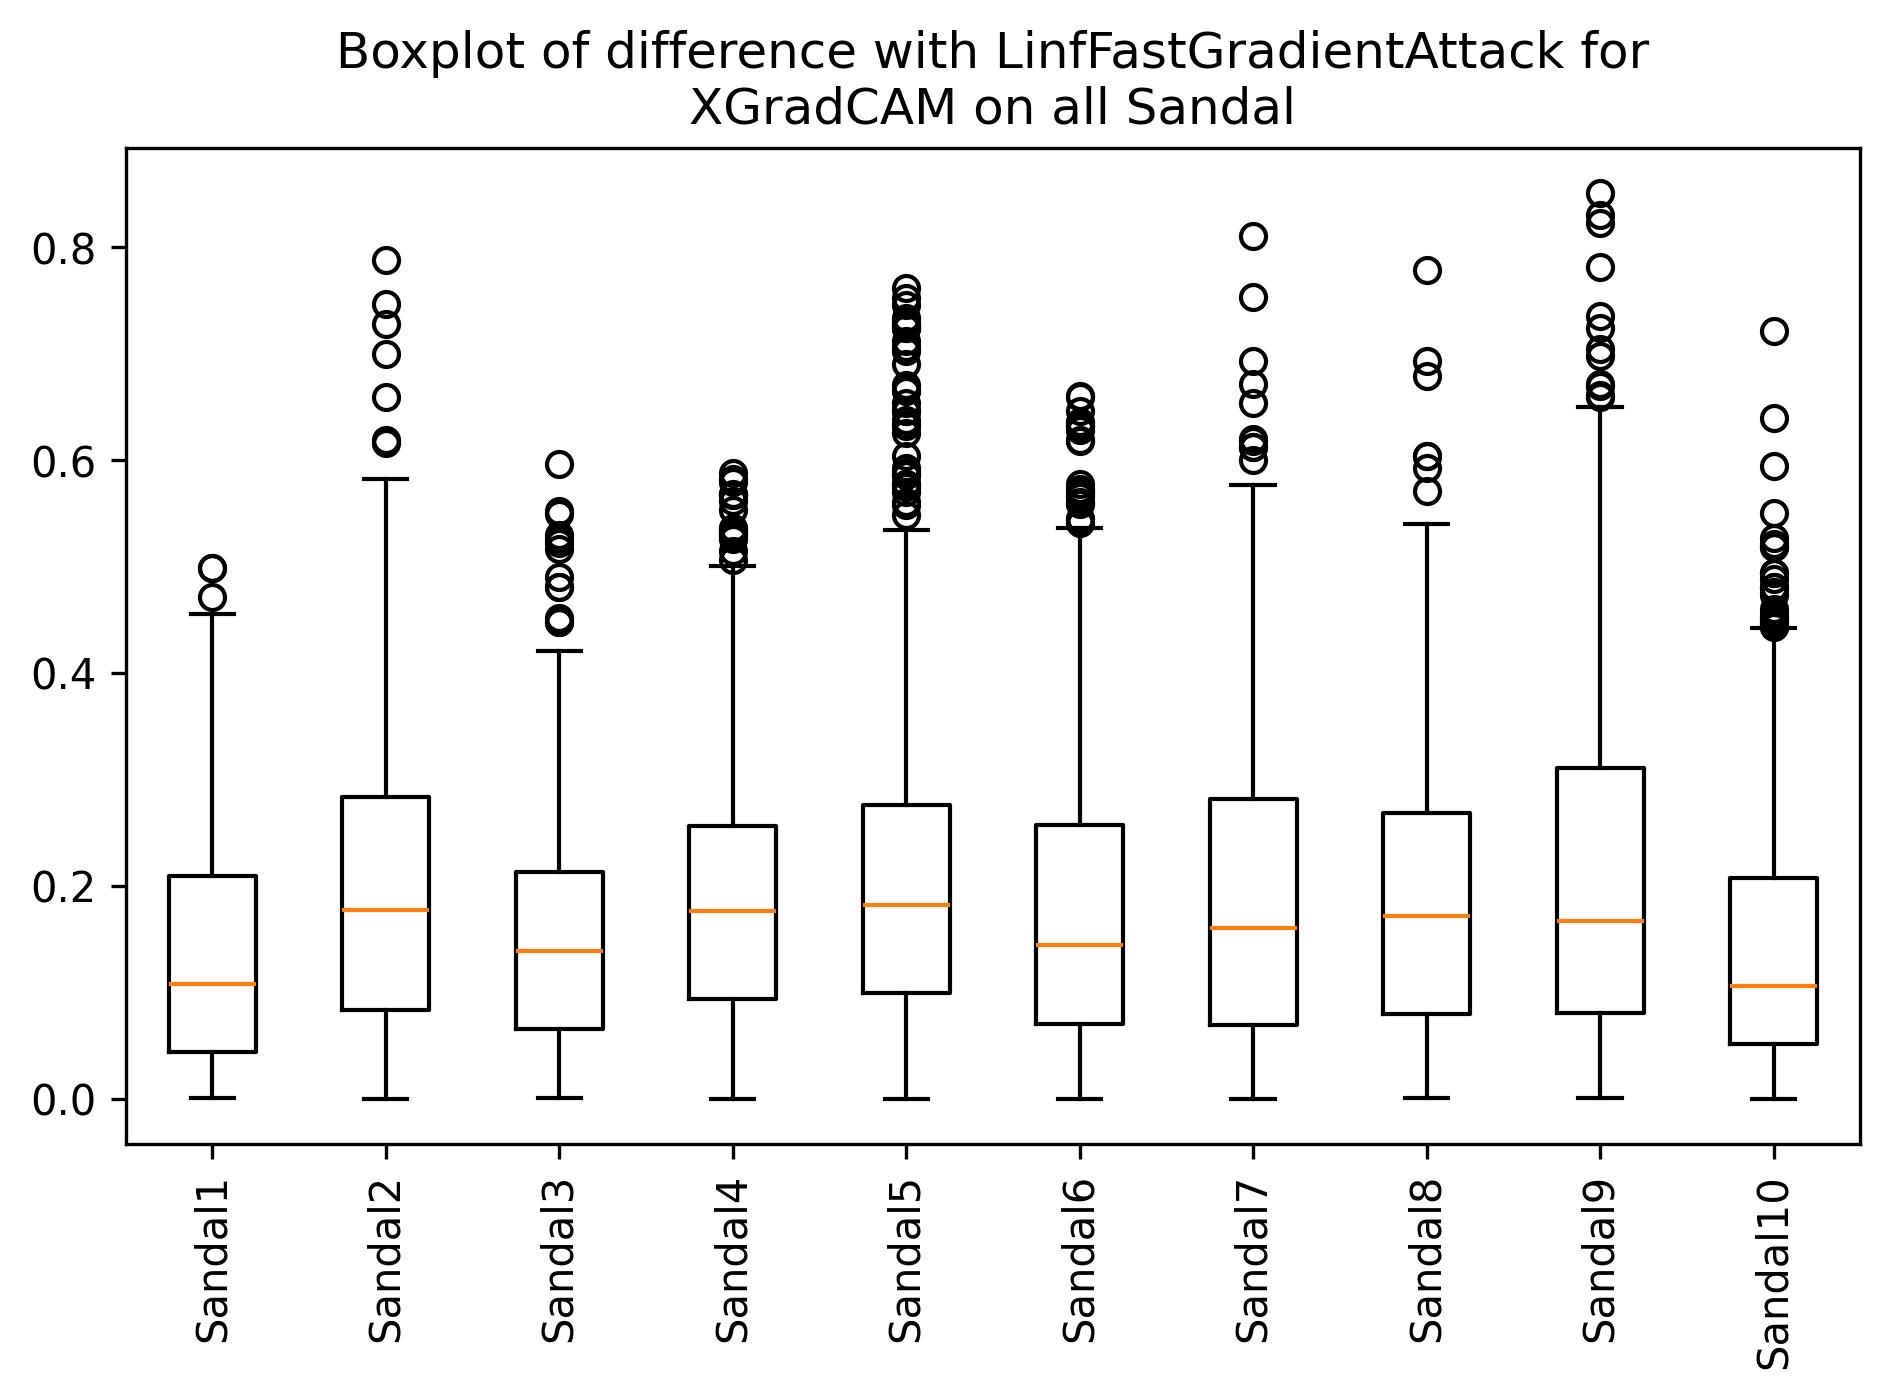 Boxplot of difference with LinfFastGradientAttack for
XGradCAM on all Sandal
0.8
0.6
0.4
0.2
0.0
Sandal1
Sandal2
Sandal3
Sandal4
Sandal5
Sandal6
Sandal7
Sandal8
Sandal9
Sandal10